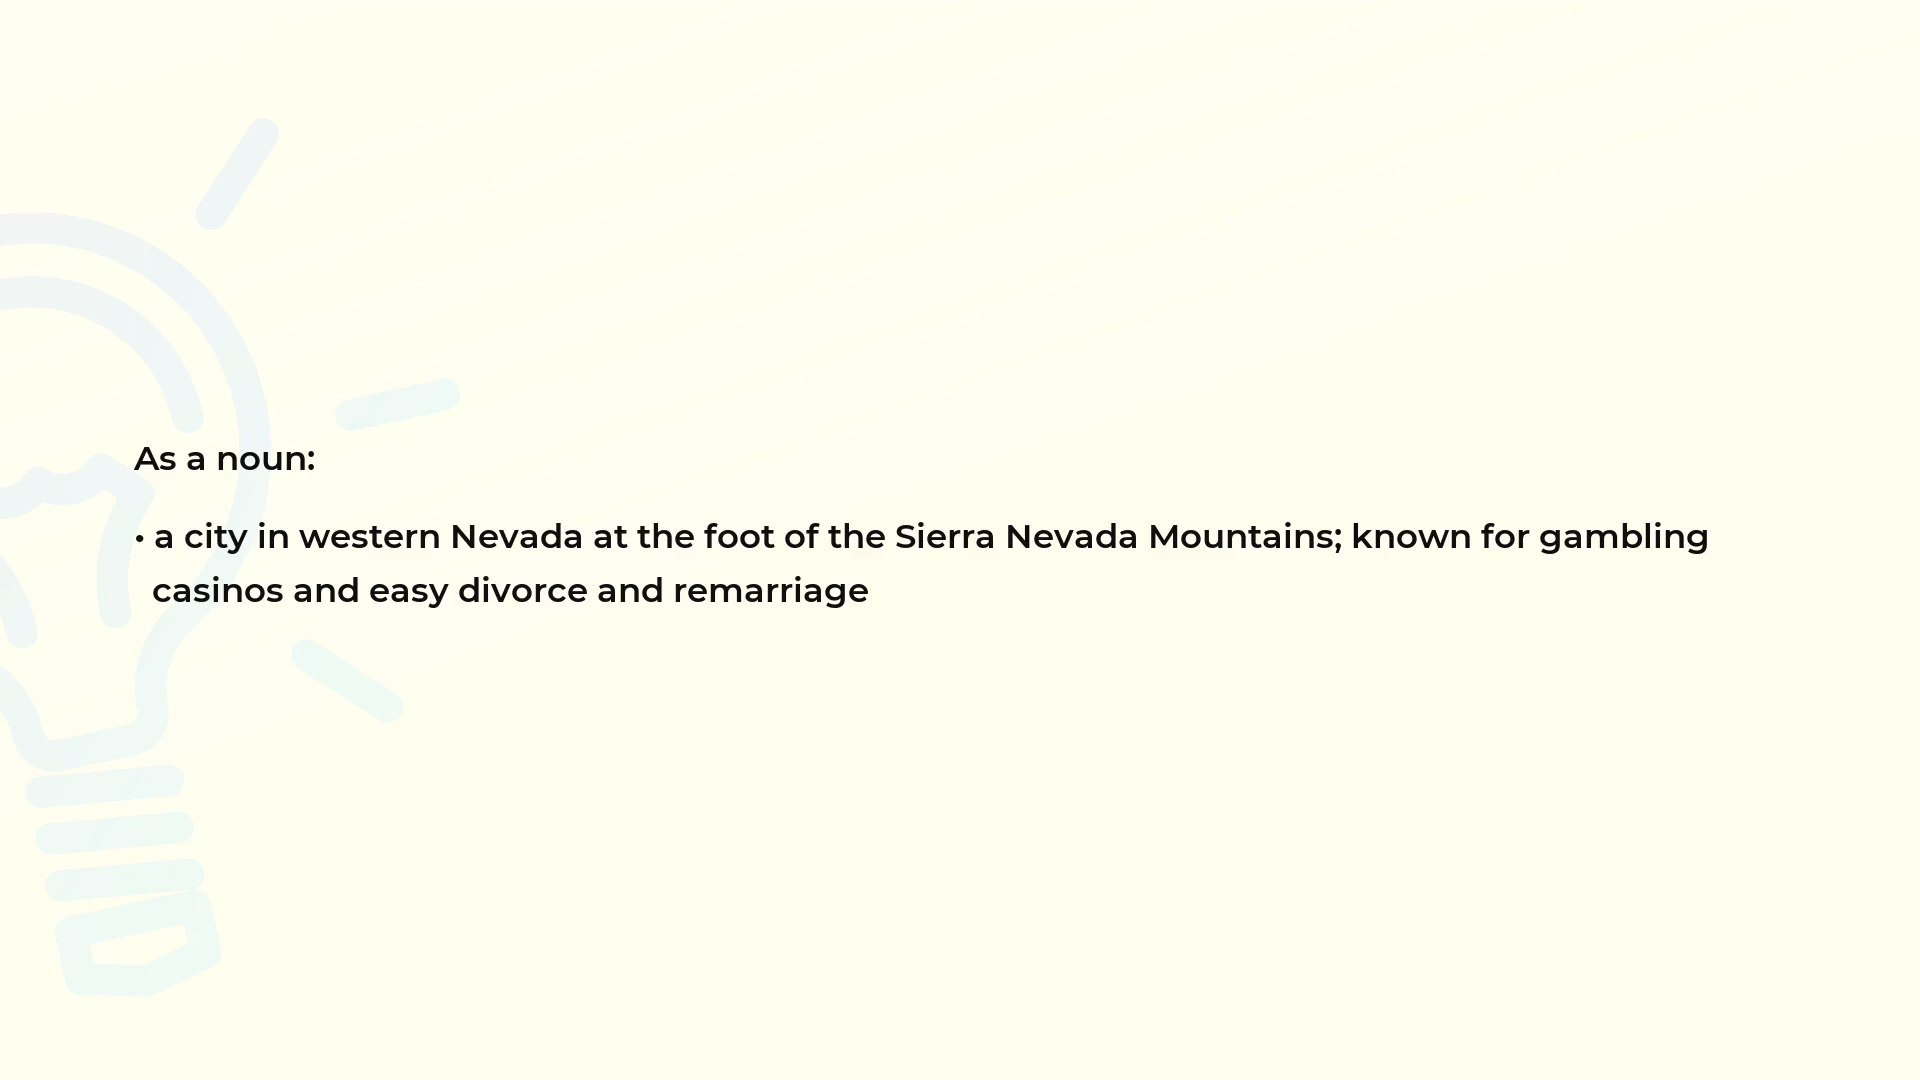 As a noun:
• a city in western Nevada at the foot of the Sierra Nevada Mountains; known for gambling
casinos and easy divorce and remarriage